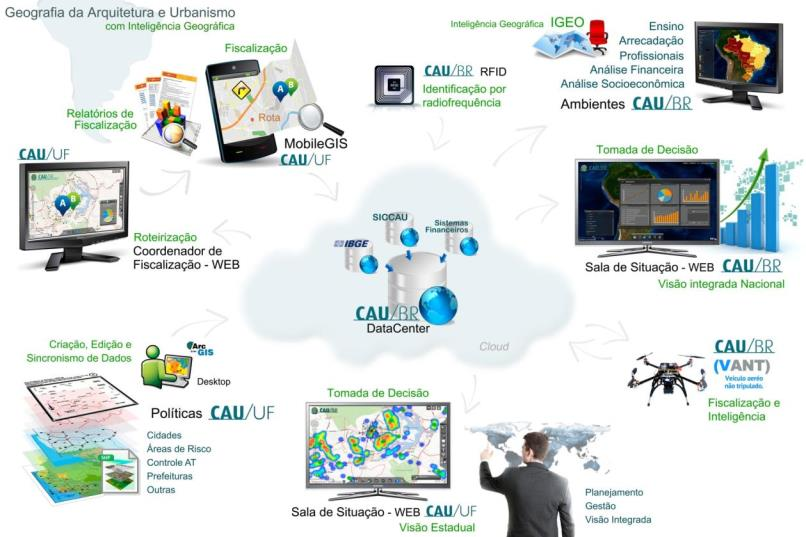 Geografia da Arquitetura e Urbanismo
com Inteligência Geográfica
Fiscalização
Relatórios de
Fiscalização
Rota
A
B
MobileGIS
CAU/UF
CAU/BR RFID
Identificação por
radiofrequência
Inteligência Geográfica IGEO
Ensino
Arrecadação
Profissionais
Análise Financeira
Análise Socioeconômica
Ambientes CAU/BR
CAU/UF
A
B
Roteirização
Coordenador de
Fiscalização - WEB
SICCAU
IBGE
Sistemas
Financeiros
CAU/BR
DataCenter
Cloud
Tomada de Decisão
Sala de Situação - WEB CAU/BR
Visão integrada Nacional
Criação, Edição e
Sincronismo de Dados
Arc
GIS
Desktop
Políticas CAU/UF
Cidades
Áreas de Risco
Controle AT
Prefeituras
Outras
SHP
Tomada de Decisão
Sala de Situação - WEB CAU/UF
Visão Estadual
Planejamento
Gestão
Visão Integrada
CAU/BR
(VANT)
Veículo aeréo
não tripulado.
Fiscalização e
Inteligência